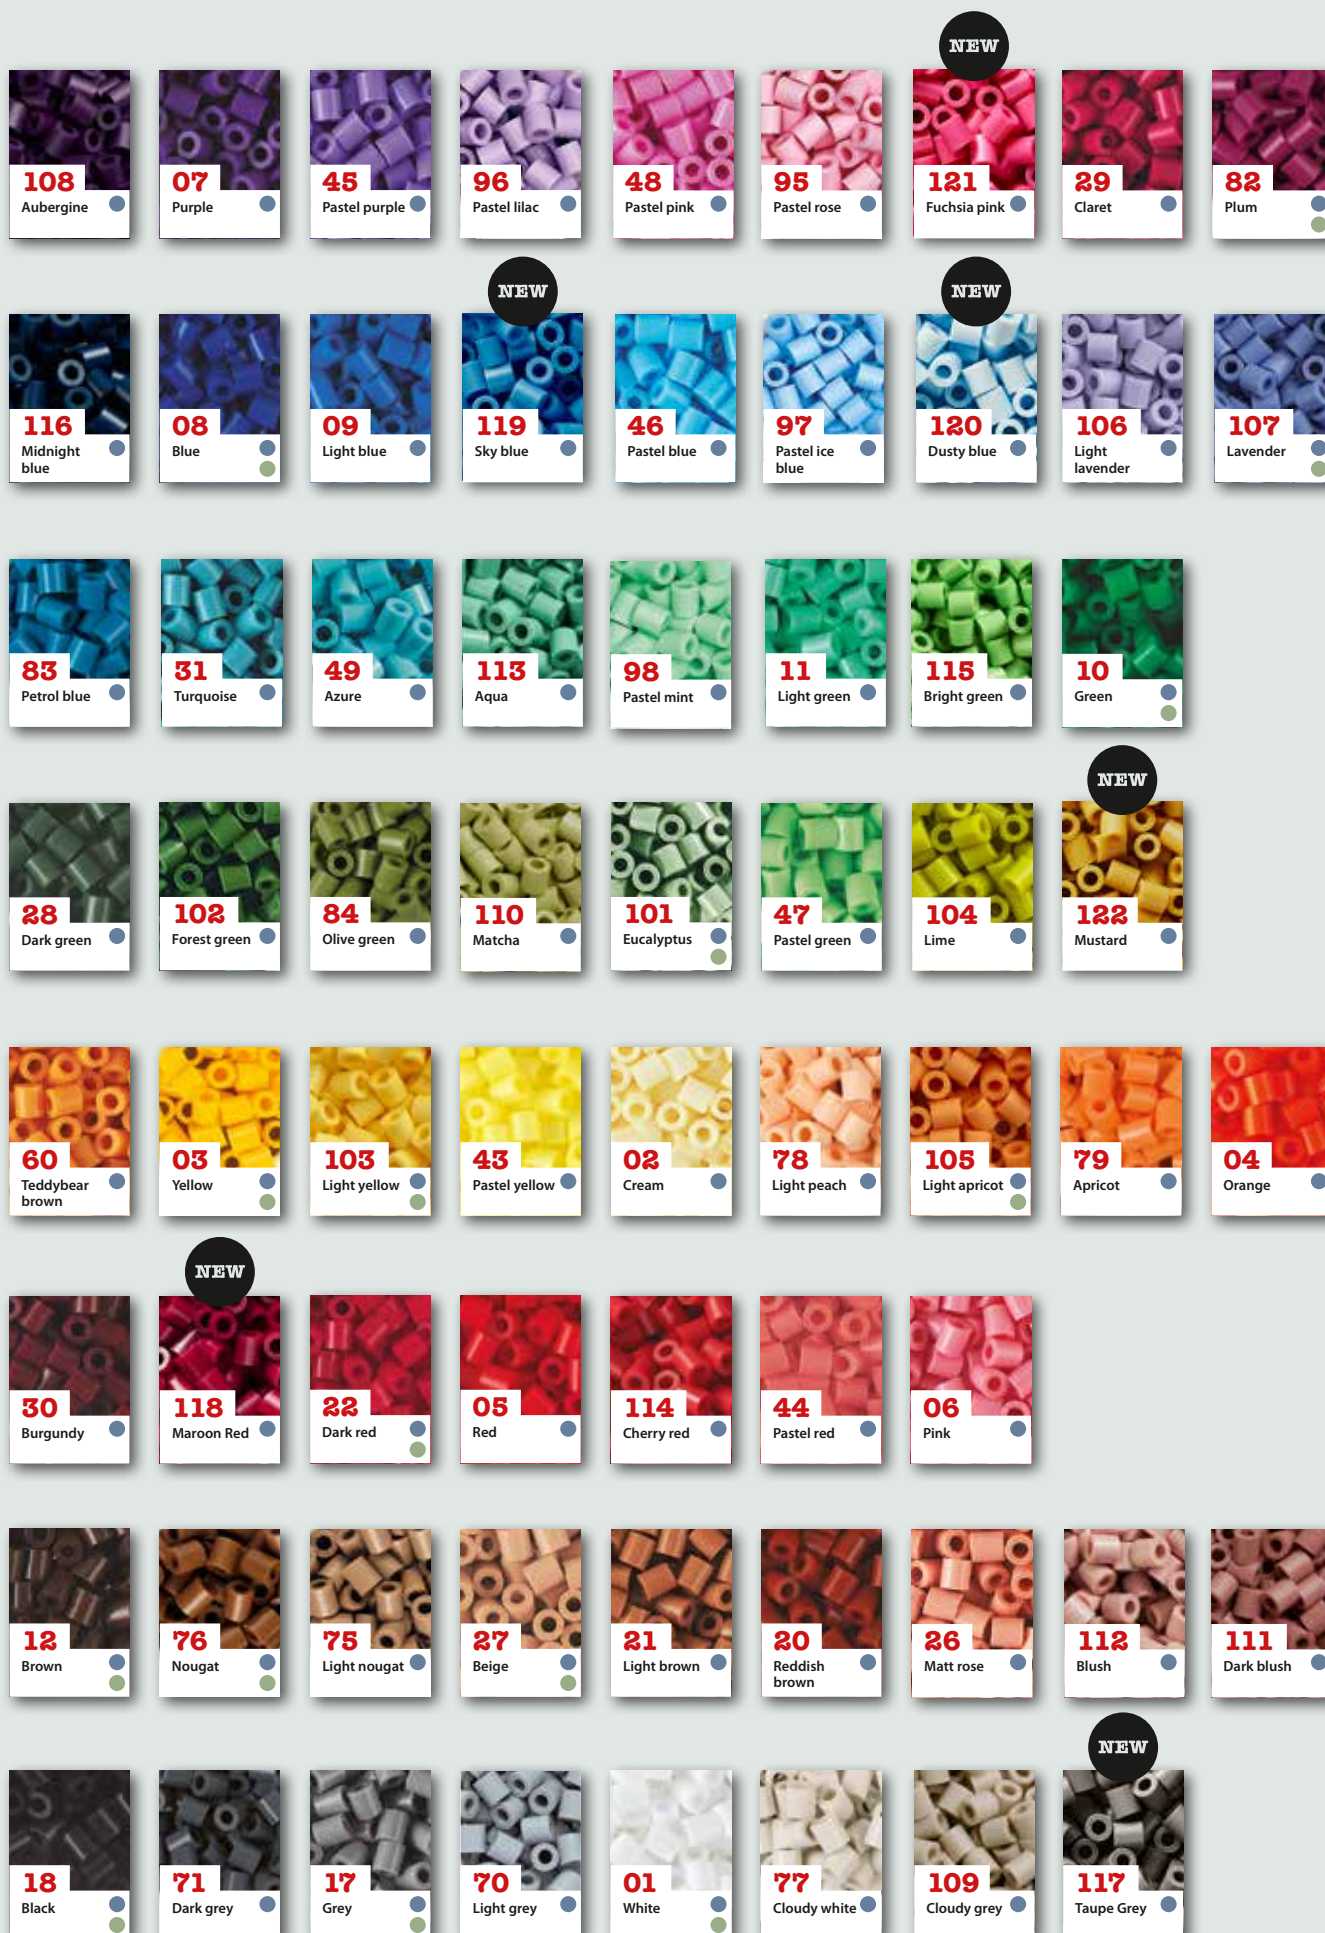 NEW
108
Aubergine
07
Purple
45
Pastel purple
96
Pastel lilac
48
Pastel pink
95
Pastel rose
121
Fuchsia pink
29
Claret
82
Plum
NEW
NEW
116
Midnight
blue
08
Blue
09
Light blue
119
Sky blue
46
Pastel blue
97
Pastel ice
blue
120
Dusty blue
106
Light
lavender
107
Lavender
83
Petrol blue
31
Turquoise
49
Azure
113
Aqua
98
Pastel mint
11
Light green
115
Bright green
10
Green
NEW
28
Dark green
102
Forest green
84
Olive green
110
Matcha
101
Eucalyptus
47
Pastel green
104
Lime
122
Mustard
60
Teddybear
brown
03
Yellow
103
Light yellow
43
Pastel yellow
02
Cream
78
Light peach
105
Light apricot
79
Apricot
04
Orange
NEW
30
Burgundy
118
Maroon Red
22
Dark red
05
Red
114
Cherry red
44
Pastel red
06
Pink
12
Brown
76
Nougat
75
Light nougat
27
Beige
21
Light brown
20
Reddish
brown
26
Matt rose
112
Blush
111
Dark blush
NEW
18
Black
71
Dark grey
17
Grey
70
Light grey
01
White
77
Cloudy white
109
Cloudy grey
117
Taupe Grey